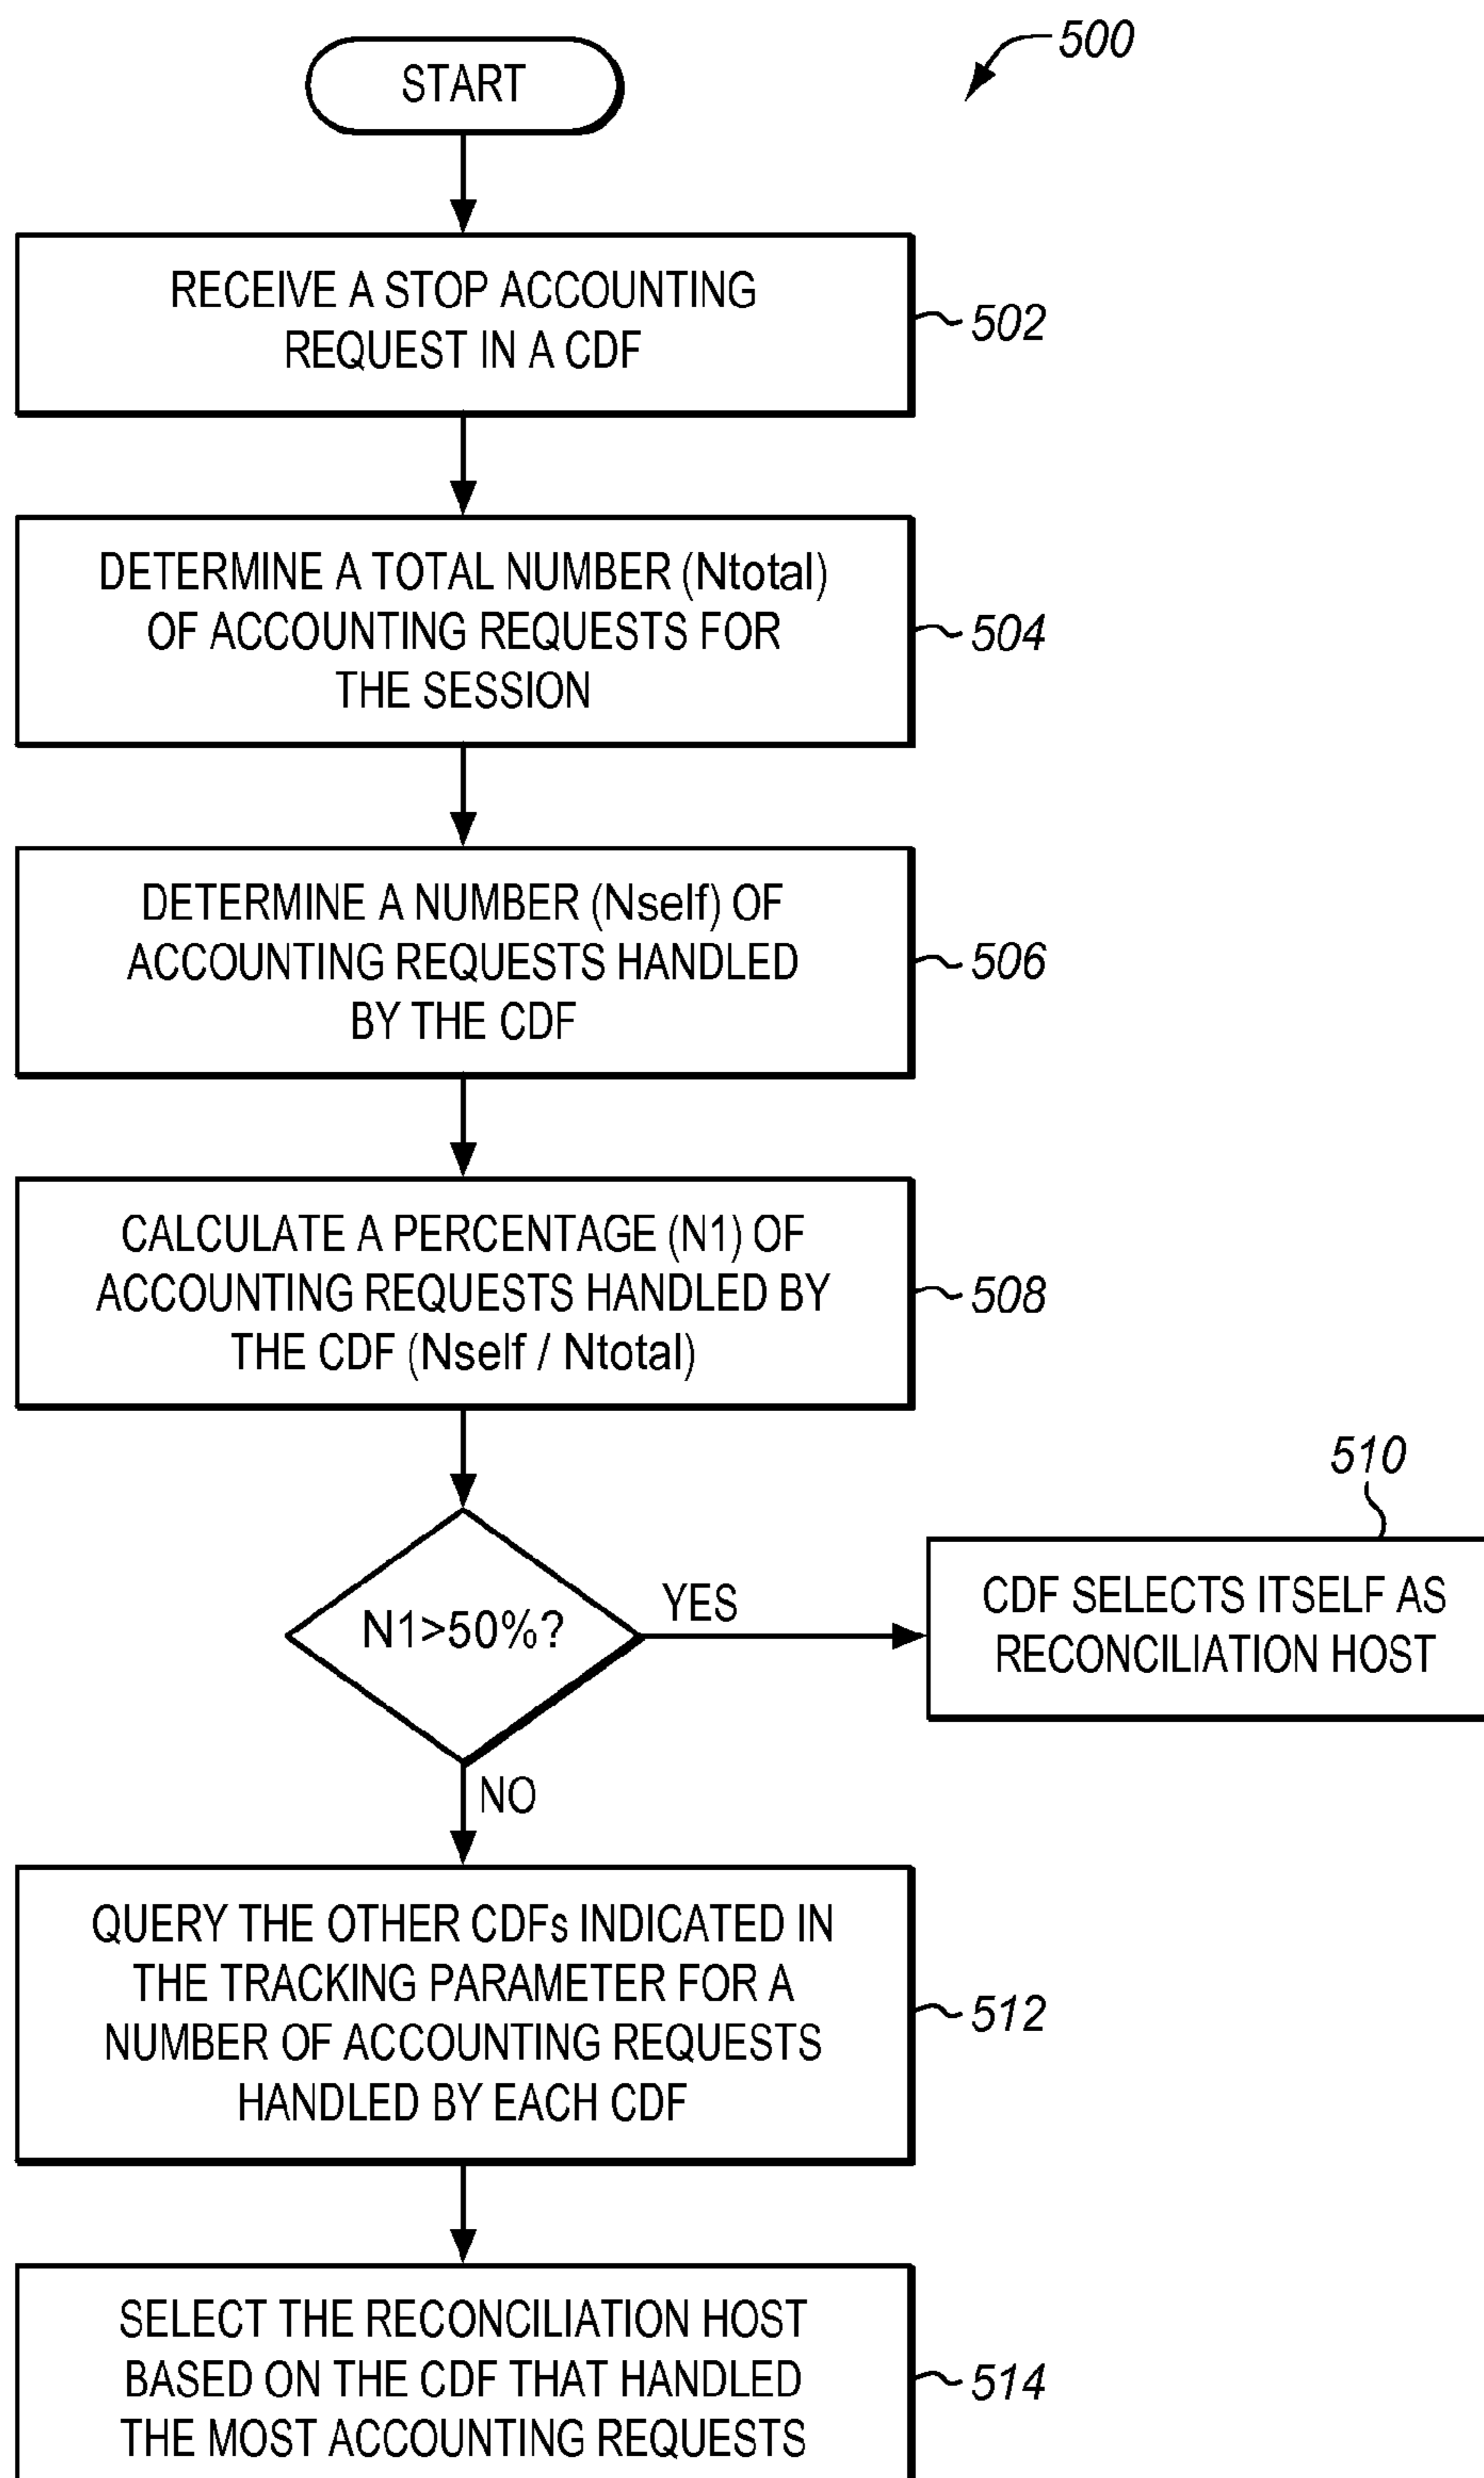 500
START
RECEIVE A STOP ACCOUNTING
REQUEST IN A CDF
502
DETERMINE A TOTAL NUMBER (Ntotal)
OF ACCOUNTING REQUESTS FOR
THE SESSION
504
DETERMINE A NUMBER (Nself) OF
ACCOUNTING REQUESTS HANDLED
BY THE CDF
506
CALCULATE A PERCENTAGE (N1) OF
ACCOUNTING REQUESTS HANDLED BY
THE CDF (Nself / Ntotal)
508
N1>50%?
YES
510
CDF SELECTS ITSELF AS
RECONCILIATION HOST
NO
QUERY THE OTHER CDFs INDICATED IN
THE TRACKING PARAMETER FOR A
NUMBER OF ACCOUNTING REQUESTS
HANDLED BY EACH CDF
512
SELECT THE RECONCILIATION HOST
BASED ON THE CDF THAT HANDLED
THE MOST ACCOUNTING REQUESTS
514